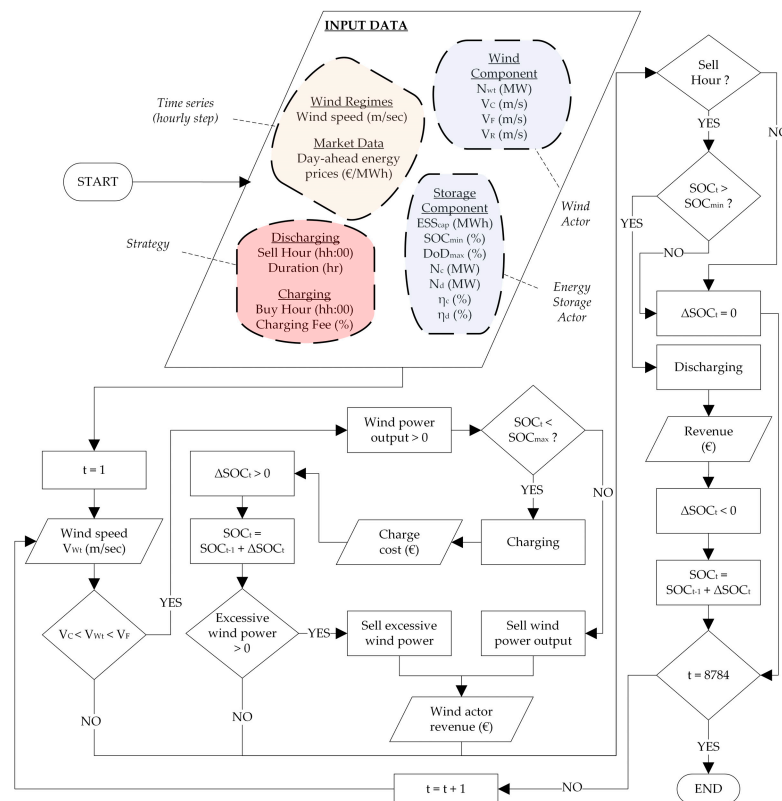 INPUT DATA
Time series
(hourly step)
Wind Regimes
Wind speed (m/sec)
Market Data
Day-ahead energy
prices (€/MWh)
Wind
Component
Nwt (MW)
VC (m/s)
VF (m/s)
VR (m/s)
Wind
Actor
START
Strategy
Discharging
Sell Hour (hh:00)
Duration (hr)
Charging
Buy Hour (hh:00)
Charging Fee (%)
Storage
Component
ESScap (MWh)
SOCmin (%)
DoDmax (%)
Nc (MW)
Nd (MW)
ηc (%)
ηd (%)
Energy
Storage
Actor
t = 1
Wind speed
VWt (m/sec)
VC < VWt < VF
YES
NO
Wind power
output > 0
SOCt <
SOCmax ?
YES
NO
Charging
Charge
cost (€)
ΔSOCt > 0
SOCt =
SOCt-1 + ΔSOCt
Excessive
wind power
> 0
YES
NO
Sell excessive
wind power
Sell wind
power output
Wind actor
revenue (€)
Sell
Hour ?
YES
NO
SOCt >
SOCmin ?
YES
NO
ΔSOCt = 0
Discharging
Revenue
(€)
ΔSOCt < 0
SOCt =
SOCt-1 + ΔSOCt
t = 8784
NO
YES
t = t + 1
END